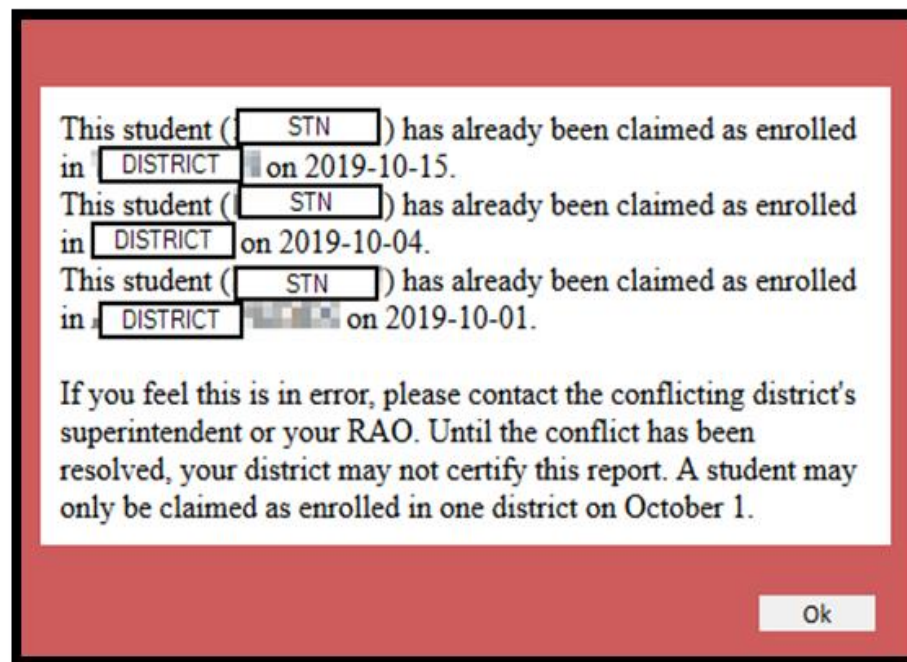 This student ( STN ) has already been claimed as enrolled
in DISTRICT on 2019-10-15.
This student ( STN ) has already been claimed as enrolled
in DISTRICT on 2019-10-04.
This student ( STN ) has already been claimed as enrolled
in DISTRICT on 2019-10-01.
If you feel this is in error, please contact the conflicting district's
superintendent or your RAO. Until the conflict has been
resolved, your district may not certify this report. A student may
only be claimed as enrolled in one district on October 1.
Ok